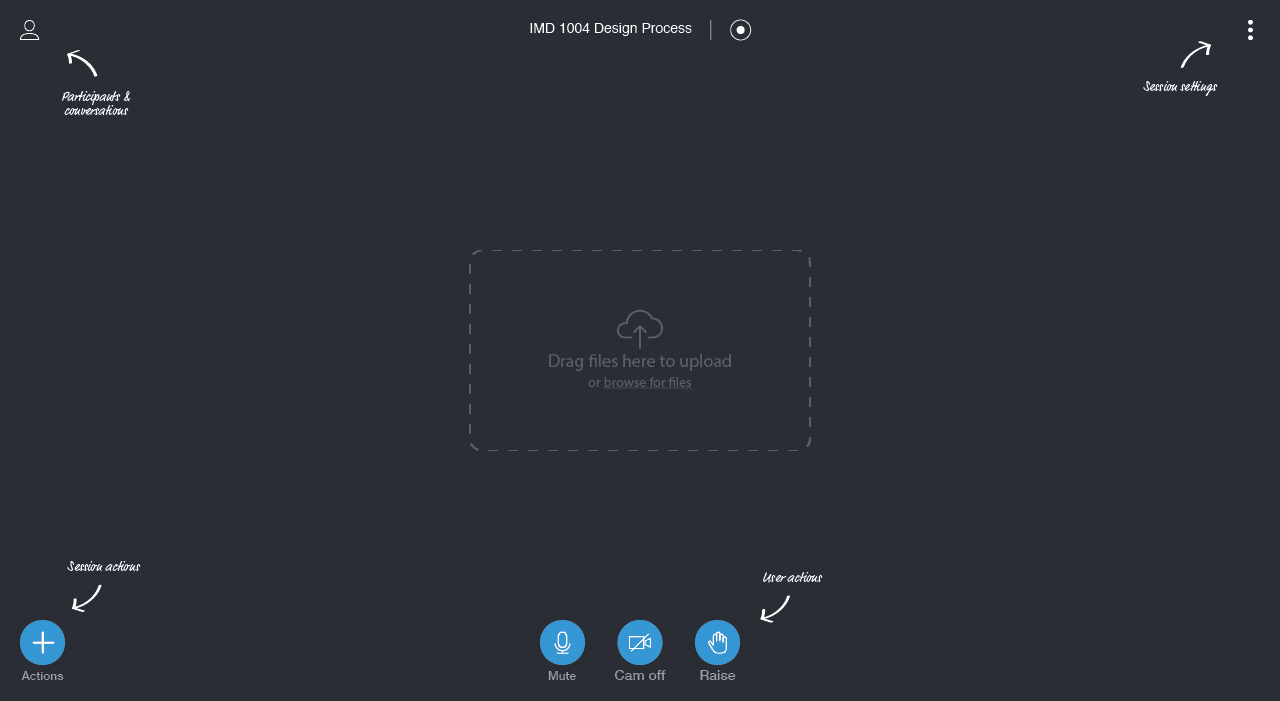 IMD 1004 Design Process
Participants &
conversations
Session settings
Drag files here to upload
or browse for files
Session actions
User actions
Actions
Mute
Cam off
Raise